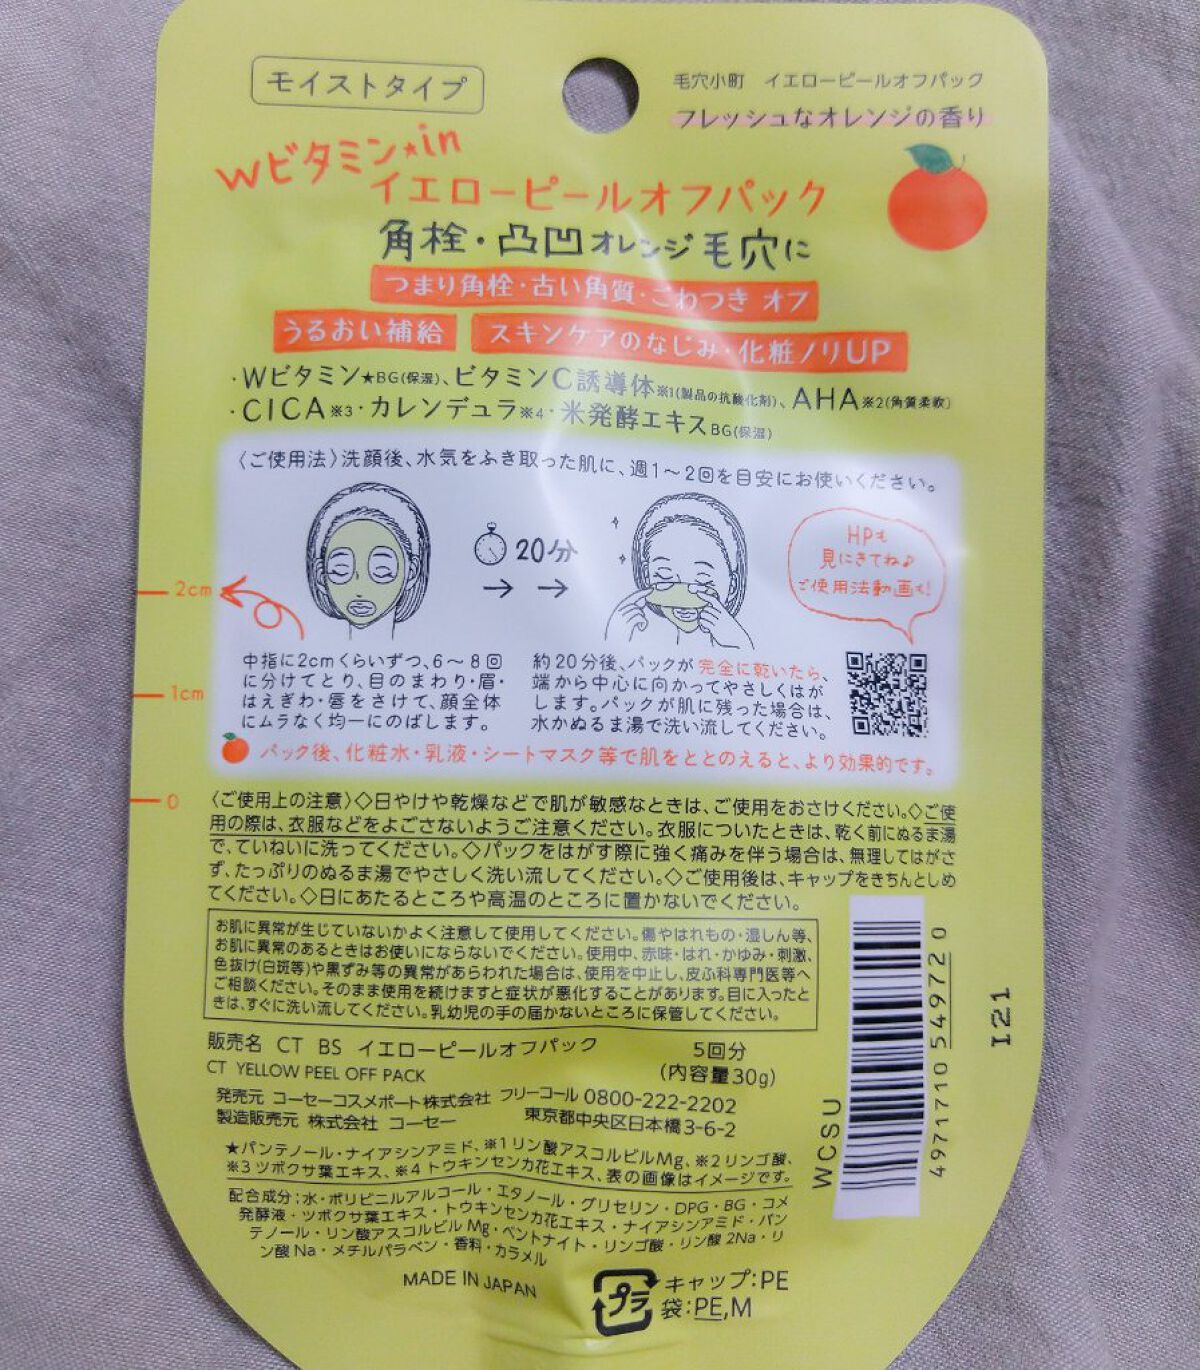 モイストタイプ
毛穴小町 イエローピールオフパック
フレッシュなオレンジの香り
Wビタミン★in
イエローピールオフパック
角栓・凸凹オレンジ毛穴に
つまり角栓・古い角質・ごわつき オフ
うるおい補給 スキンケアのなじみ・化粧ノリUP
・Wビタミン★BG(保湿)、ビタミンC誘導体※1(製品の抗酸化剤)、AHA※2(角質柔軟)
・CICA※3・カレンデュラ※4・米発酵エキスBG(保湿)
〈ご使用法〉洗顔後、水気をふき取った肌に、週1〜2回を目安にお使いください。
20分
→ →
HPも
見にきてね♪
ご使用法動画も!
2cm
1cm
0
中指に2cmくらいずつ、6〜8回
に分けてとり、目のまわり・眉・
はえぎわ・唇をさけて、顔全体
にムラなく均一にのばします。
約20分後、パックが完全に乾いたら、
端から中心に向かってやさしくはが
します。パックが肌に残った場合は、
水かぬるま湯で洗い流してください。
パック後、化粧水・乳液・シートマスク等で肌をととのえると、より効果的です。
〈ご使用上の注意〉◇日やけや乾燥などで肌が敏感なときは、ご使用をおさけください。◇ご使
用の際は、衣服などをよごさないようご注意ください。衣服についたときは、乾く前にぬるま湯
で、ていねいに洗ってください。◇パックをはがす際に強く痛みを伴う場合は、無理してはがさ
ず、たっぷりのぬるま湯でやさしく洗い流してください。◇ご使用後は、キャップをきちんとしめ
てください。◇日にあたるところや高温のところに置かないでください。
お肌に異常が生じていないかよく注意して使用してください。傷やはれもの・湿しん等、
お肌に異常のあるときはお使いにならないでください。使用中、赤味・はれ・かゆみ・刺激、
色抜け(白斑等)や黒ずみ等の異常があらわれた場合は、使用を中止し、皮ふ科専門医等へ
ご相談ください。そのまま使用を続けますと症状が悪化することがあります。目に入ったと
きは、すぐに洗い流してください。乳幼児の手の届かないところに保管してください。
販売名 CT BS イエローピールオフパック
CT YELLOW PEEL OFF PACK
5回分
(内容量30g)
発売元 コーセーコスメポート株式会社 フリーコール0800-222-2202
製造販売元 株式会社 コーセー 東京都中央区日本橋3-6-2
★パンテノール・ナイアシンアミド、※1リン酸アスコルビルMg、※2リンゴ酸、
※3ツボクサ葉エキス、※4トウキンセンカ花エキス、表の画像はイメージです。
配合成分:水・ポリビニルアルコール・エタノール・グリセリン・DPG・BG・コメ
発酵液・ツボクサ葉エキス・トウキンセンカ花エキス・ナイアシンアミド・パン
テノール・リン酸アスコルビルMg・ベントナイト・リンゴ酸・リン酸2Na・リ
ン酸Na・メチルパラベン・香料・カラメル
MADE IN JAPAN
プラ
キャップ:PE
袋:PE,M
WCSU
4971710 549720
I21